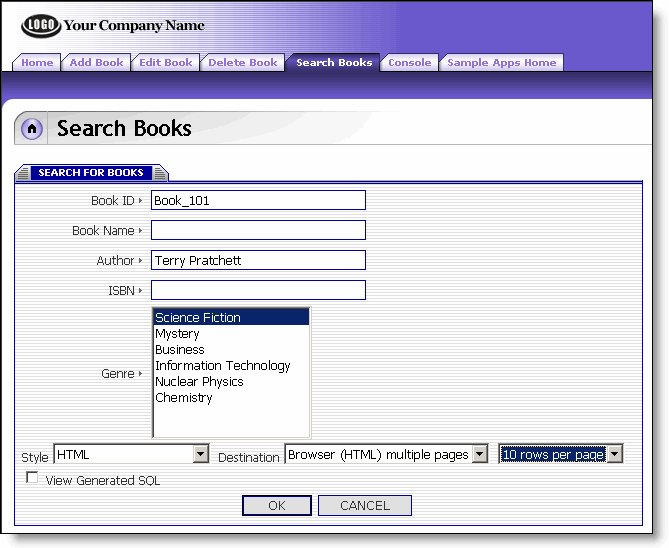 LOGO Your Company Name
Home Add Book Edit Book Delete Book Search Books Console Sample Apps Home
Search Books
SEARCH FOR BOOKS
Book ID Book_101
Book Name
Author Terry Pratchett
ISBN
Science Fiction
Mystery
Business
Information Technology
Genre
Nuclear Physics
Chemistry
Style HTML Destination Browser (HTML) multiple pages 10 rows per page
View Generated SQL
OK CANCEL